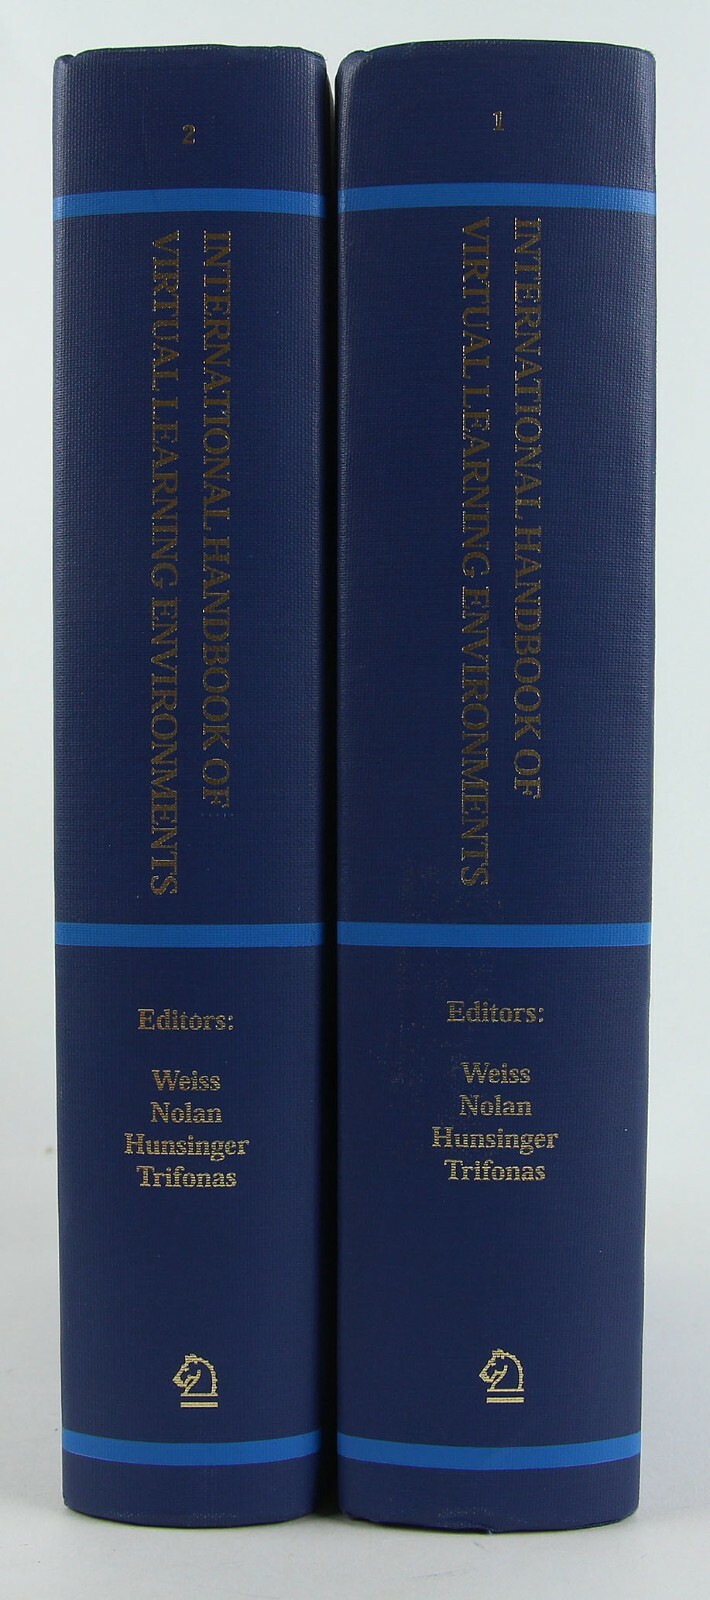 2
INTERNATIONAL HANDBOOK OF
VIRTUAL LEARNING ENVIRONMENTS
Editors:
Weiss
Nolan
Hunsinger
Trifonas
1
INTERNATIONAL HANDBOOK OF
VIRTUAL LEARNING ENVIRONMENTS
Editors:
Weiss
Nolan
Hunsinger
Trifonas